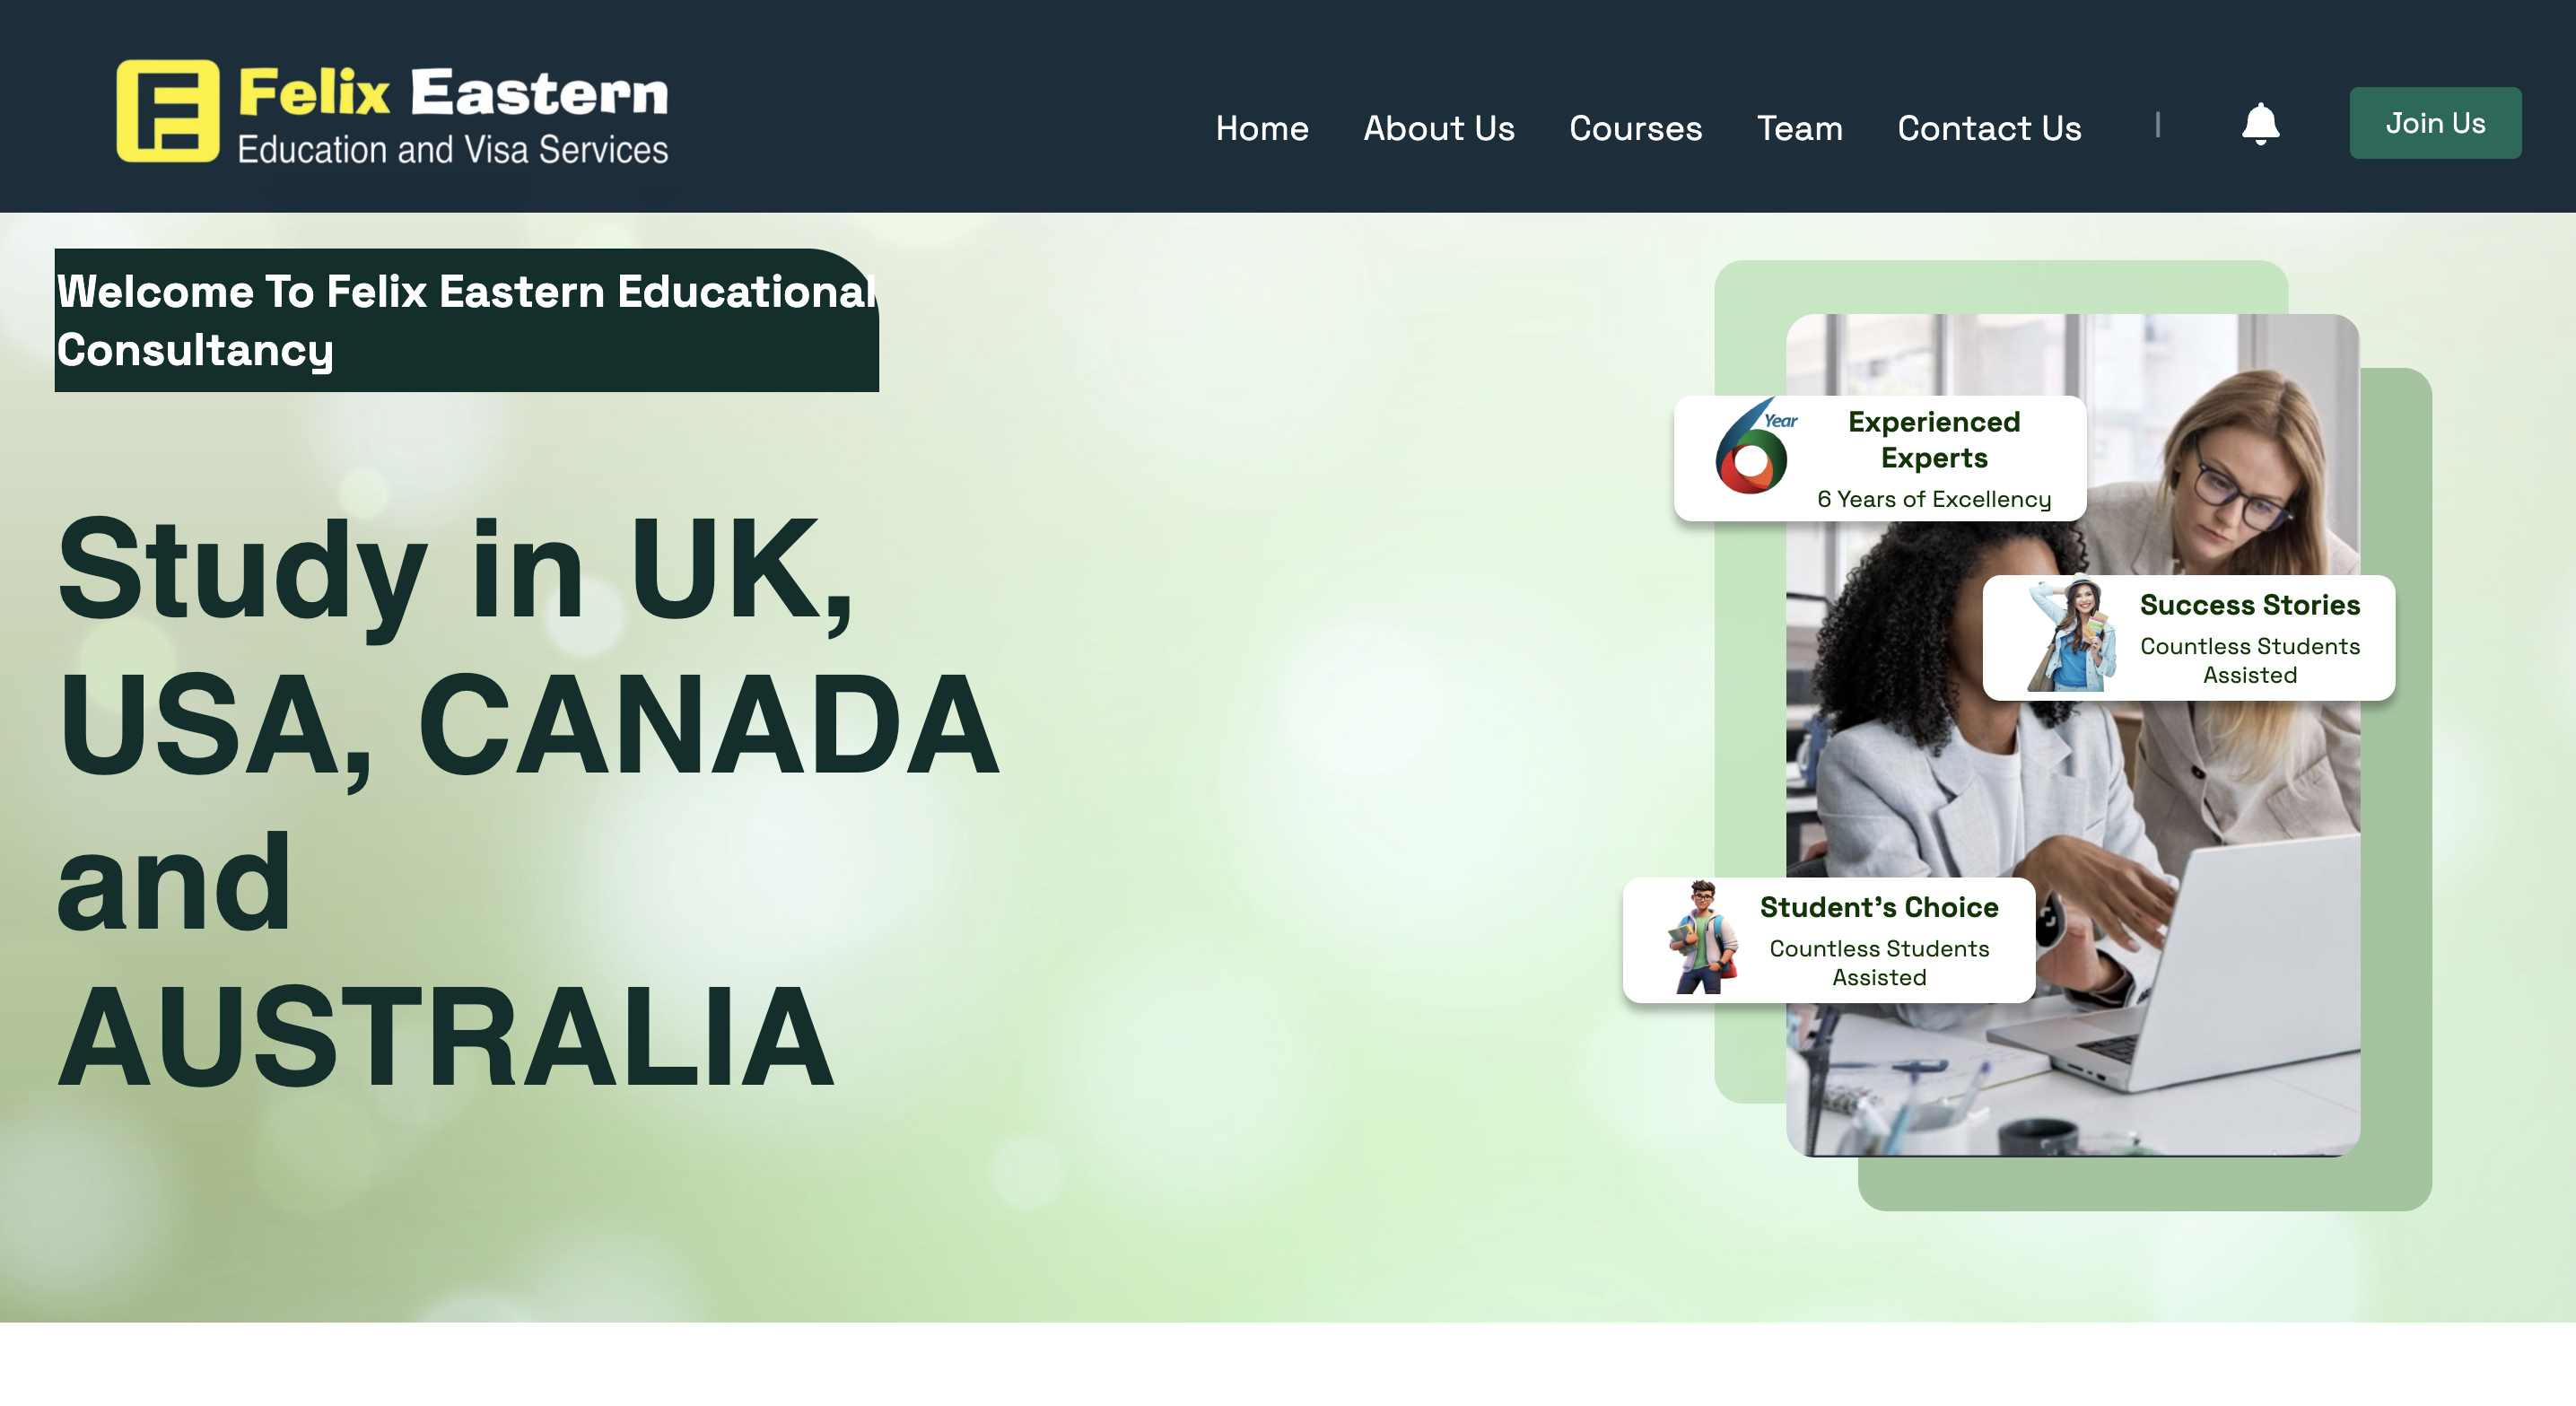 Felix Eastern
Education and Visa Services
Home About Us Courses Team Contact Us | Join Us
Welcome To Felix Eastern Educational
Consultancy
Study in UK,
USA, CANADA
and
AUSTRALIA
6 Year
Experienced
Experts
6 Years of Excellency
Success Stories
Countless Students
Assisted
Student's Choice
Countless Students
Assisted